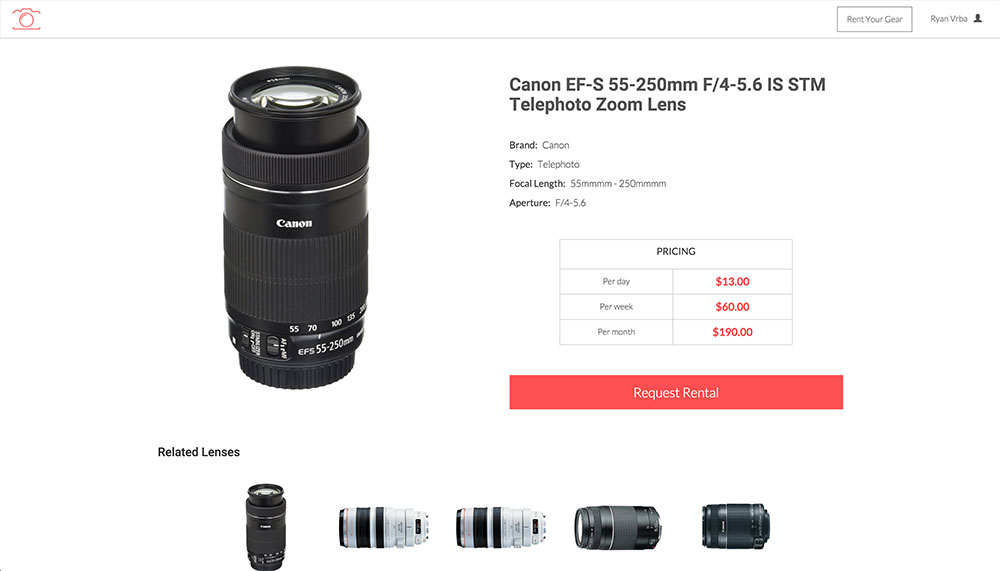 Rent Your Gear
Ryan Vrba
Canon EF-S 55-250mm F/4-5.6 IS STM
Telephoto Zoom Lens
Brand: Canon
Type: Telephoto
Focal Length: 55mmmm - 250mmmm
Aperture: F/4-5.6
Canon
55 70 100 135
EFS 55-250mm
PRICING
Per day $13.00
Per week $60.00
Per month $190.00
Request Rental
Related Lenses